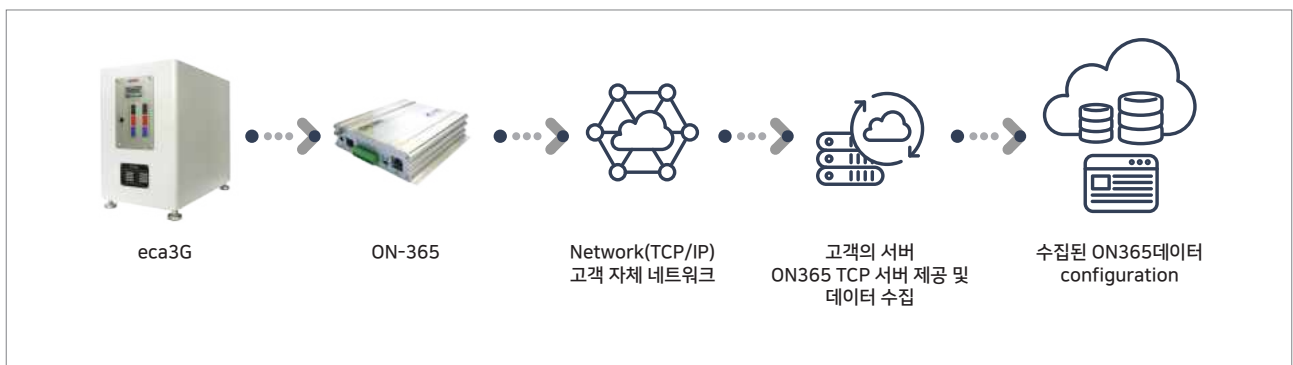 eca3G
ON-365
Network(TCP/IP)
고객 자체 네트워크
고객의 서버
ON365 TCP 서버 제공 및
데이터 수집
수집된 ON365데이터
configuration